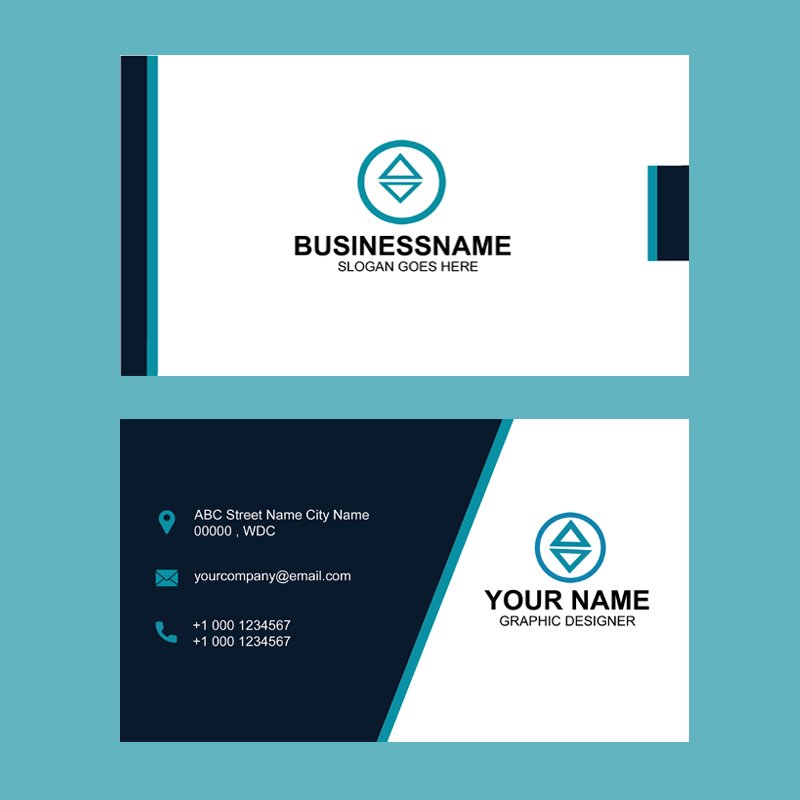 BUSINESSNAME
SLOGAN GOES HERE
ABC Street Name City Name
00000 , WDC
yourcompany@email.com
+1 000 1234567
+1 000 1234567
YOUR NAME
GRAPHIC DESIGNER